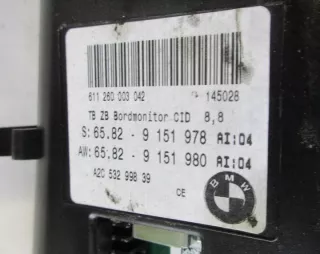 611 260 003 042 145028
TB ZB Bordmonitor CID 8,8
S: 65.82 - 9 151 978 AI:04
AW: 65.82 - 9 151 980 AI:04
A2C 532 998 39
CE
BMW